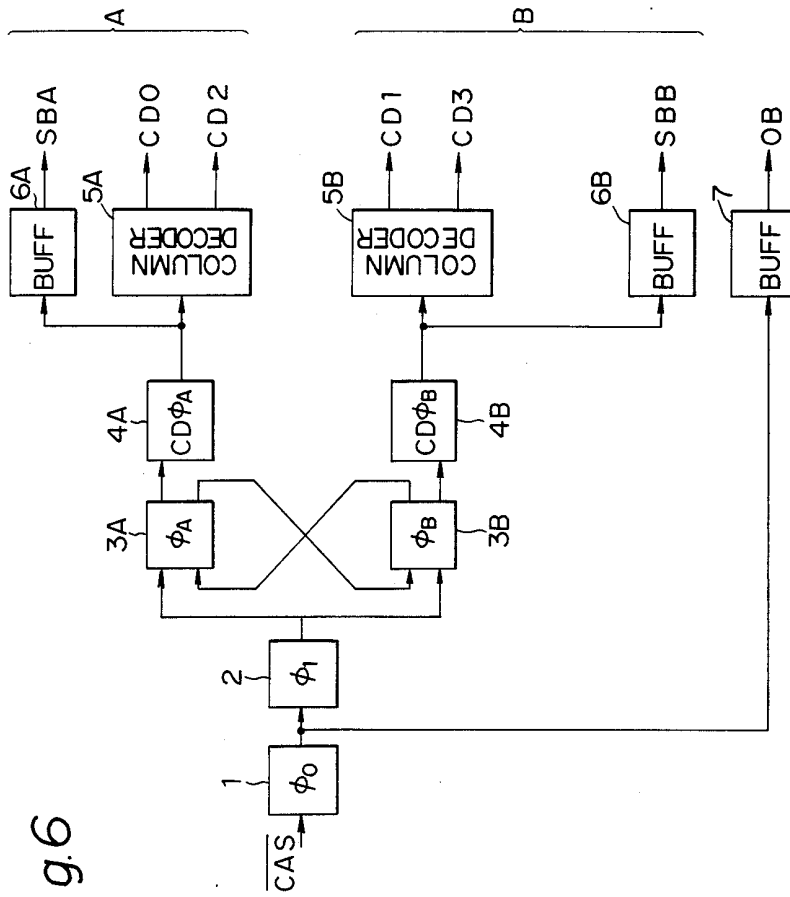 g.6
A
6A
BUFF
SBA
5A
COLUMN DECODER
CD0
CD2
4A
CDϕA
3A
ϕA
2
ϕ1
1
ϕ0
C̅A̅S̅
3B
ϕB
4B
CDϕB
5B
COLUMN DECODER
CD1
CD3
B
6B
BUFF
SBB
7
BUFF
OB